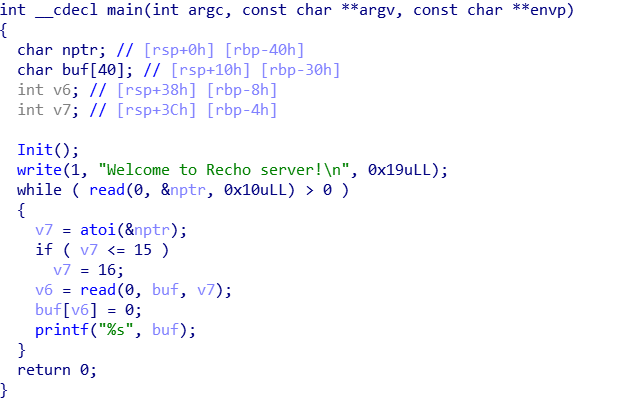 int __cdecl main(int argc, const char **argv, const char **envp)
{
  char nptr; // [rsp+0h] [rbp-40h]
  char buf[40]; // [rsp+10h] [rbp-30h]
  int v6; // [rsp+38h] [rbp-8h]
  int v7; // [rsp+3Ch] [rbp-4h]

  Init();
  write(1, "Welcome to Recho server!\n", 0x19uLL);
  while ( read(0, &nptr, 0x10uLL) > 0 )
  {
    v7 = atoi(&nptr);
    if ( v7 <= 15 )
      v7 = 16;
    v6 = read(0, buf, v7);
    buf[v6] = 0;
    printf("%s", buf);
  }
  return 0;
}